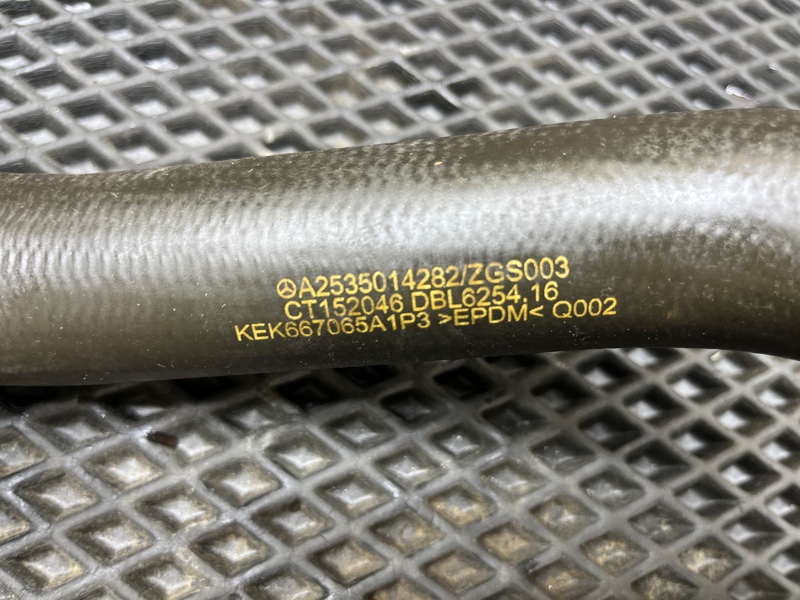 A2535014282/ZGS003
CT152046 DBL6254.16
KEK667065A1P3 >EPDM< Q002